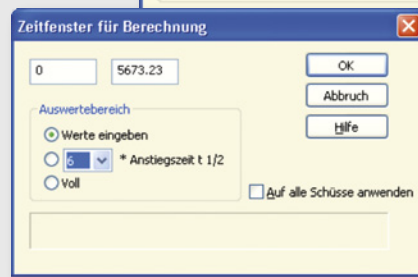 Zeitfenster für Berechnung
0 5673.23
OK
Abbruch
Hilfe
Auswertebereich
Werte eingeben
6 * Anstiegszeit t 1/2
Voll
Auf alle Schüsse anwenden